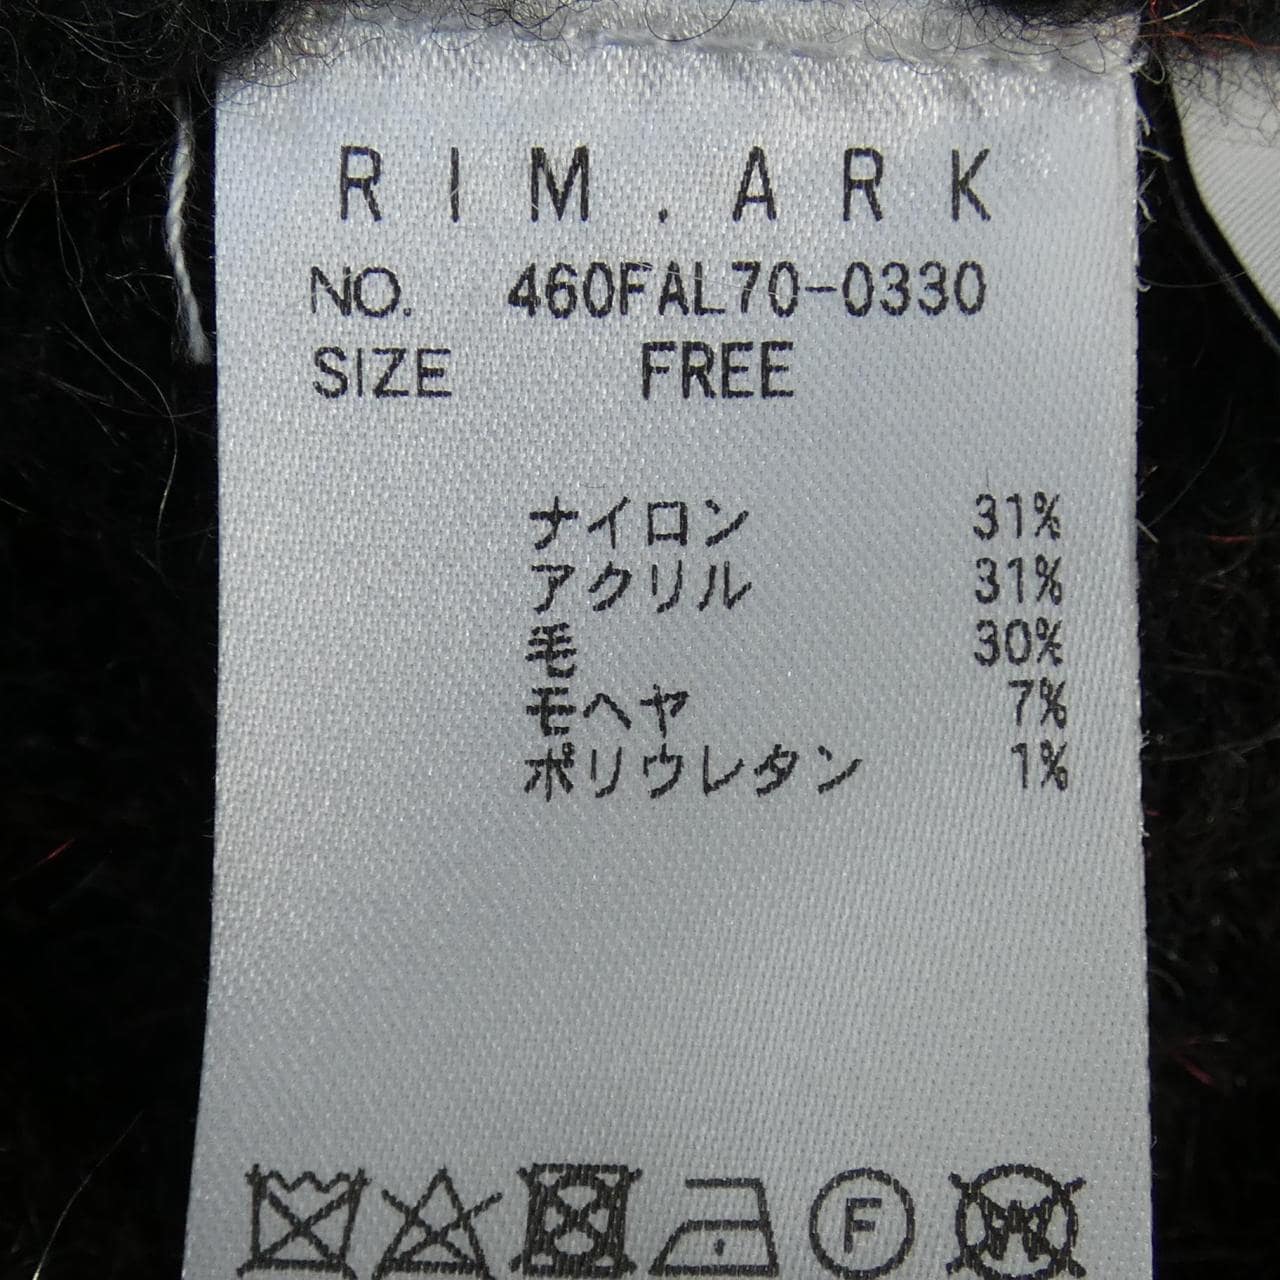 RIM.ARK
NO. 460FAL70-0330
SIZE FREE
ナイロン 31%
アクリル 31%
毛 30%
モヘヤ 7%
ポリウレタン 1%
F
W